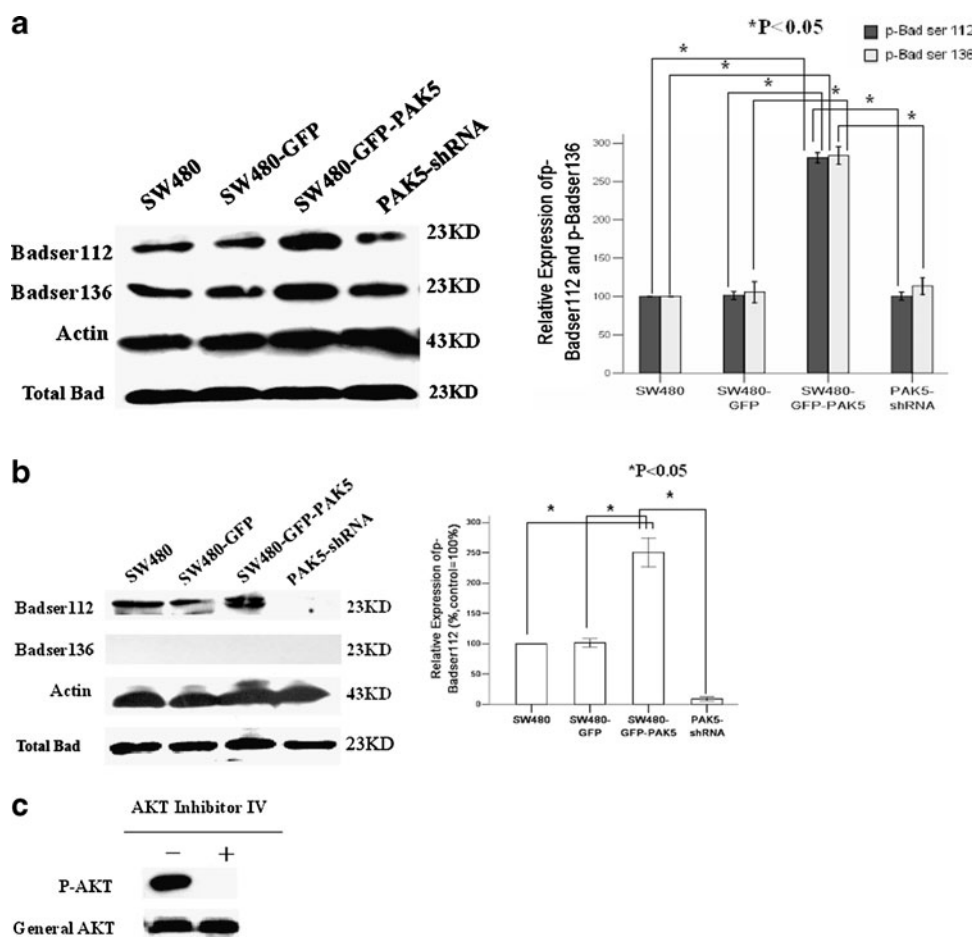 a
*P<0.05
p-Bad ser 112
p-Bad ser 136
SW480
SW480-GFP
SW480-GFP-PAK5
PAK5-shRNA
Badser112
23KD
Badser136
23KD
Actin
43KD
Total Bad
23KD
Relative Expression ofp-
Badser112 and p-Badser136
300
250
200
150
100
50
0
* * * * * *
SW480
SW480-
GFP
SW480-
GFP-PAK5
PAK5-
shRNA
b
SW480
SW480-GFP
SW480-GFP-PAK5
PAK5-shRNA
Badser112
23KD
Badser136
23KD
Actin
43KD
Total Bad
23KD
*P<0.05
* * *
Relative Expression ofp-
Badser112 (%,control=100%)
300
250
200
150
100
50
0
SW480
SW480-
GFP
SW480-
GFP-PAK5
PAK5-
shRNA
c
AKT Inhibitor IV
− +
P-AKT
General AKT